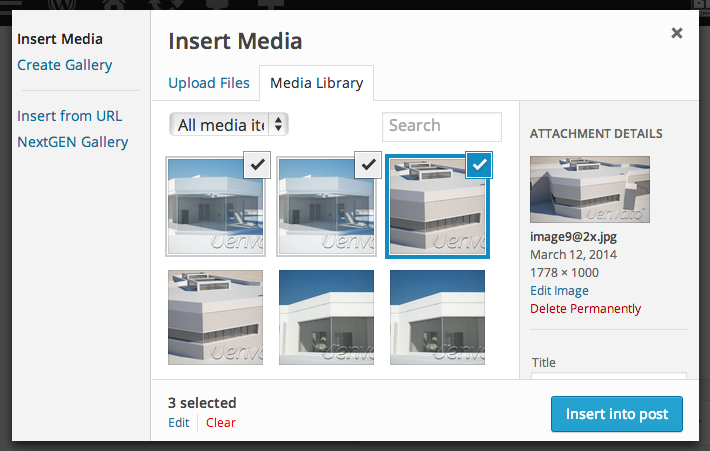 Insert Media
Create Gallery
Insert from URL
NextGEN Gallery
Insert Media
Upload Files
Media Library
All media ite
Search
ATTACHMENT DETAILS
envato
image9@2x.jpg
March 12, 2014
1778 × 1000
Edit Image
Delete Permanently
Title
3 selected
Edit
Clear
Insert into post